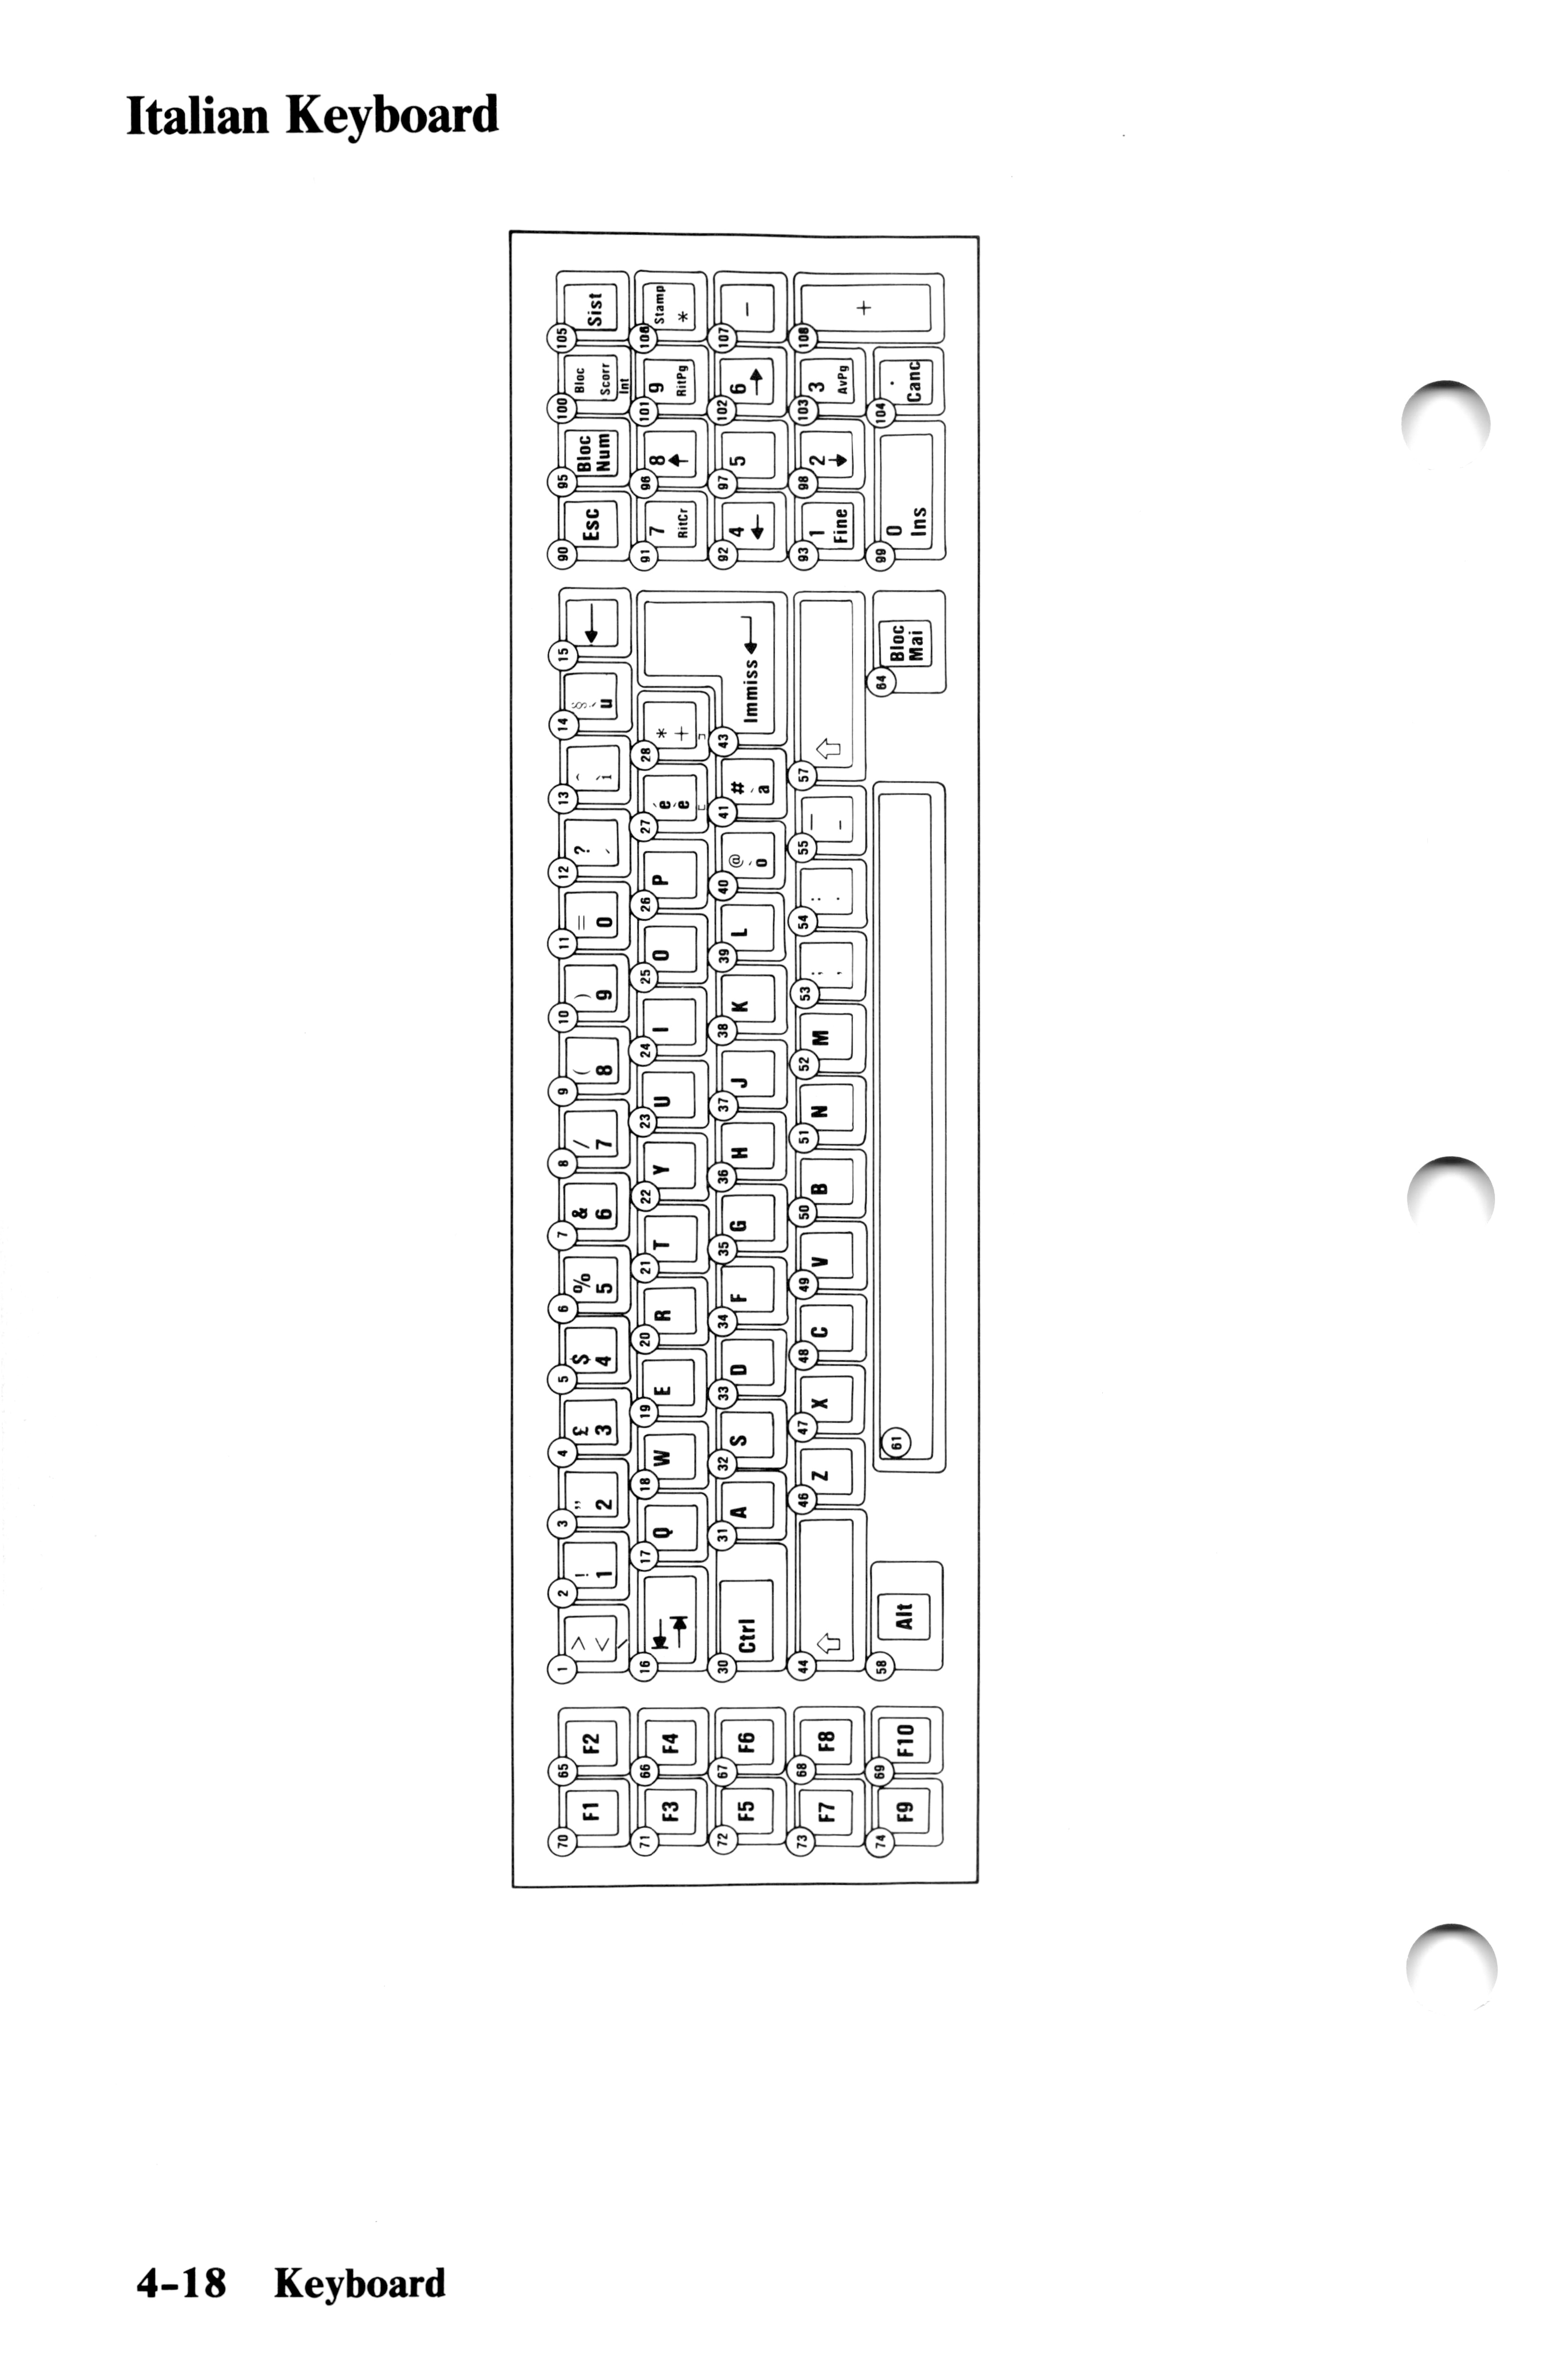 Italian Keyboard
70 F1 65 F2 1 > < \ 2 ! 1 3 " 2 4 £ 3 5 $ 4 6 % 5 7 & 6 8 / 7 9 ( 8 10 ) 9 11 = 0 12 ? ' 13 ^ ì 14 § ù 15 ← 90 Esc 95 Bloc Num 100 Bloc Scorr Int 105 Sist
71 F3 66 F4 16 17 Q 18 W 19 E 20 R 21 T 22 Y 23 U 24 I 25 O 26 P 27 é è [ 28 * + ] 91 7 RitCr 96 8 ↑ 101 9 RitPg 106 Stamp *
72 F5 67 F6 30 Ctrl 31 A 32 S 33 D 34 F 35 G 36 H 37 J 38 K 39 L 40 @ ò 41 # à 43 Immiss ↵ 92 4 ← 97 5 102 6 → 107 -
73 F7 68 F8 44 ⇧ 46 Z 47 X 48 C 49 V 50 B 51 N 52 M 53 ; , 54 : . 55 _ - 57 ⇧ 93 1 Fine 98 2 ↓ 103 3 AvPg 108 +
74 F9 69 F10 58 Alt 61 64 Bloc Mai 99 0 Ins 104 . Canc
4-18 Keyboard